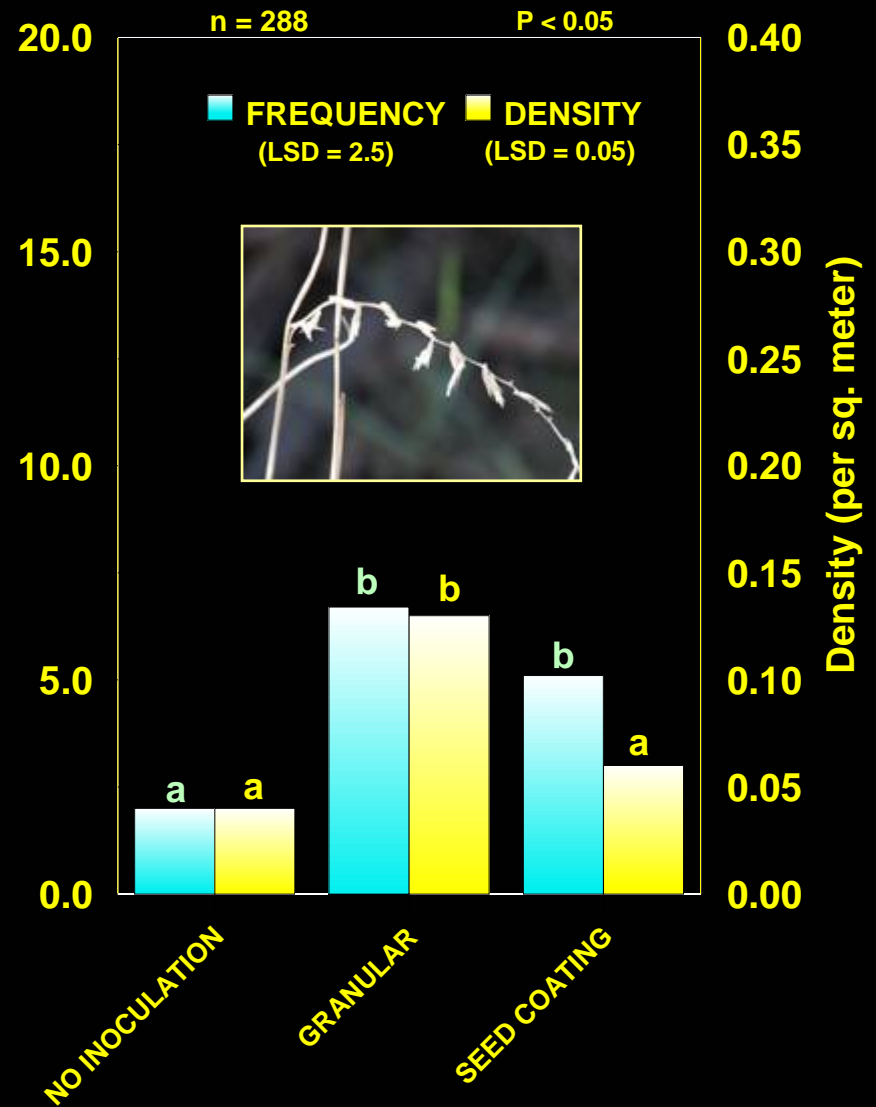 n = 288 P < 0.05
FREQUENCY DENSITY
(LSD = 2.5) (LSD = 0.05)
20.0
15.0
10.0
5.0
0.0
0.40
0.35
0.30
0.25
0.20
0.15
0.10
0.05
0.00
Density (per sq. meter)
a a
b b
b a
NO INOCULATION
GRANULAR
SEED COATING